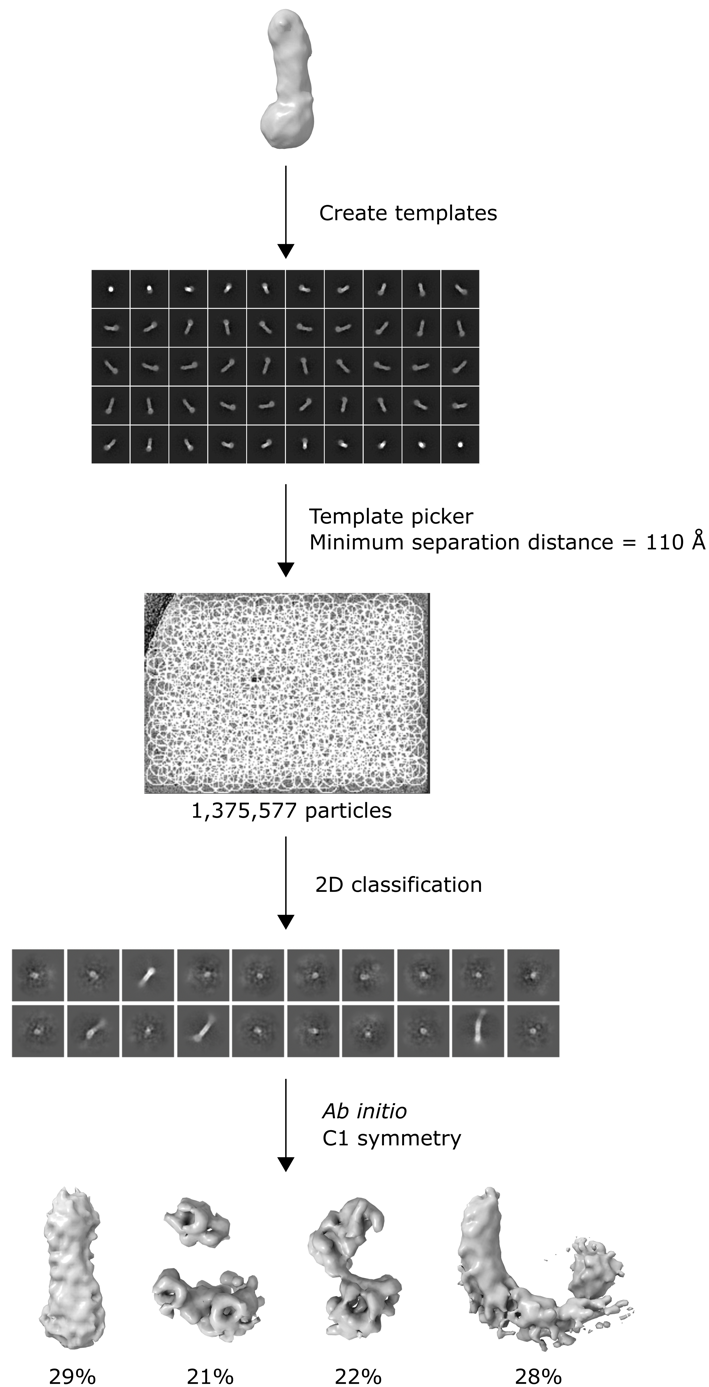 Create templates
Template picker
Minimum separation distance = 110 Å
1,375,577 particles
2D classification
Ab initio
C1 symmetry
29%
21%
22%
28%